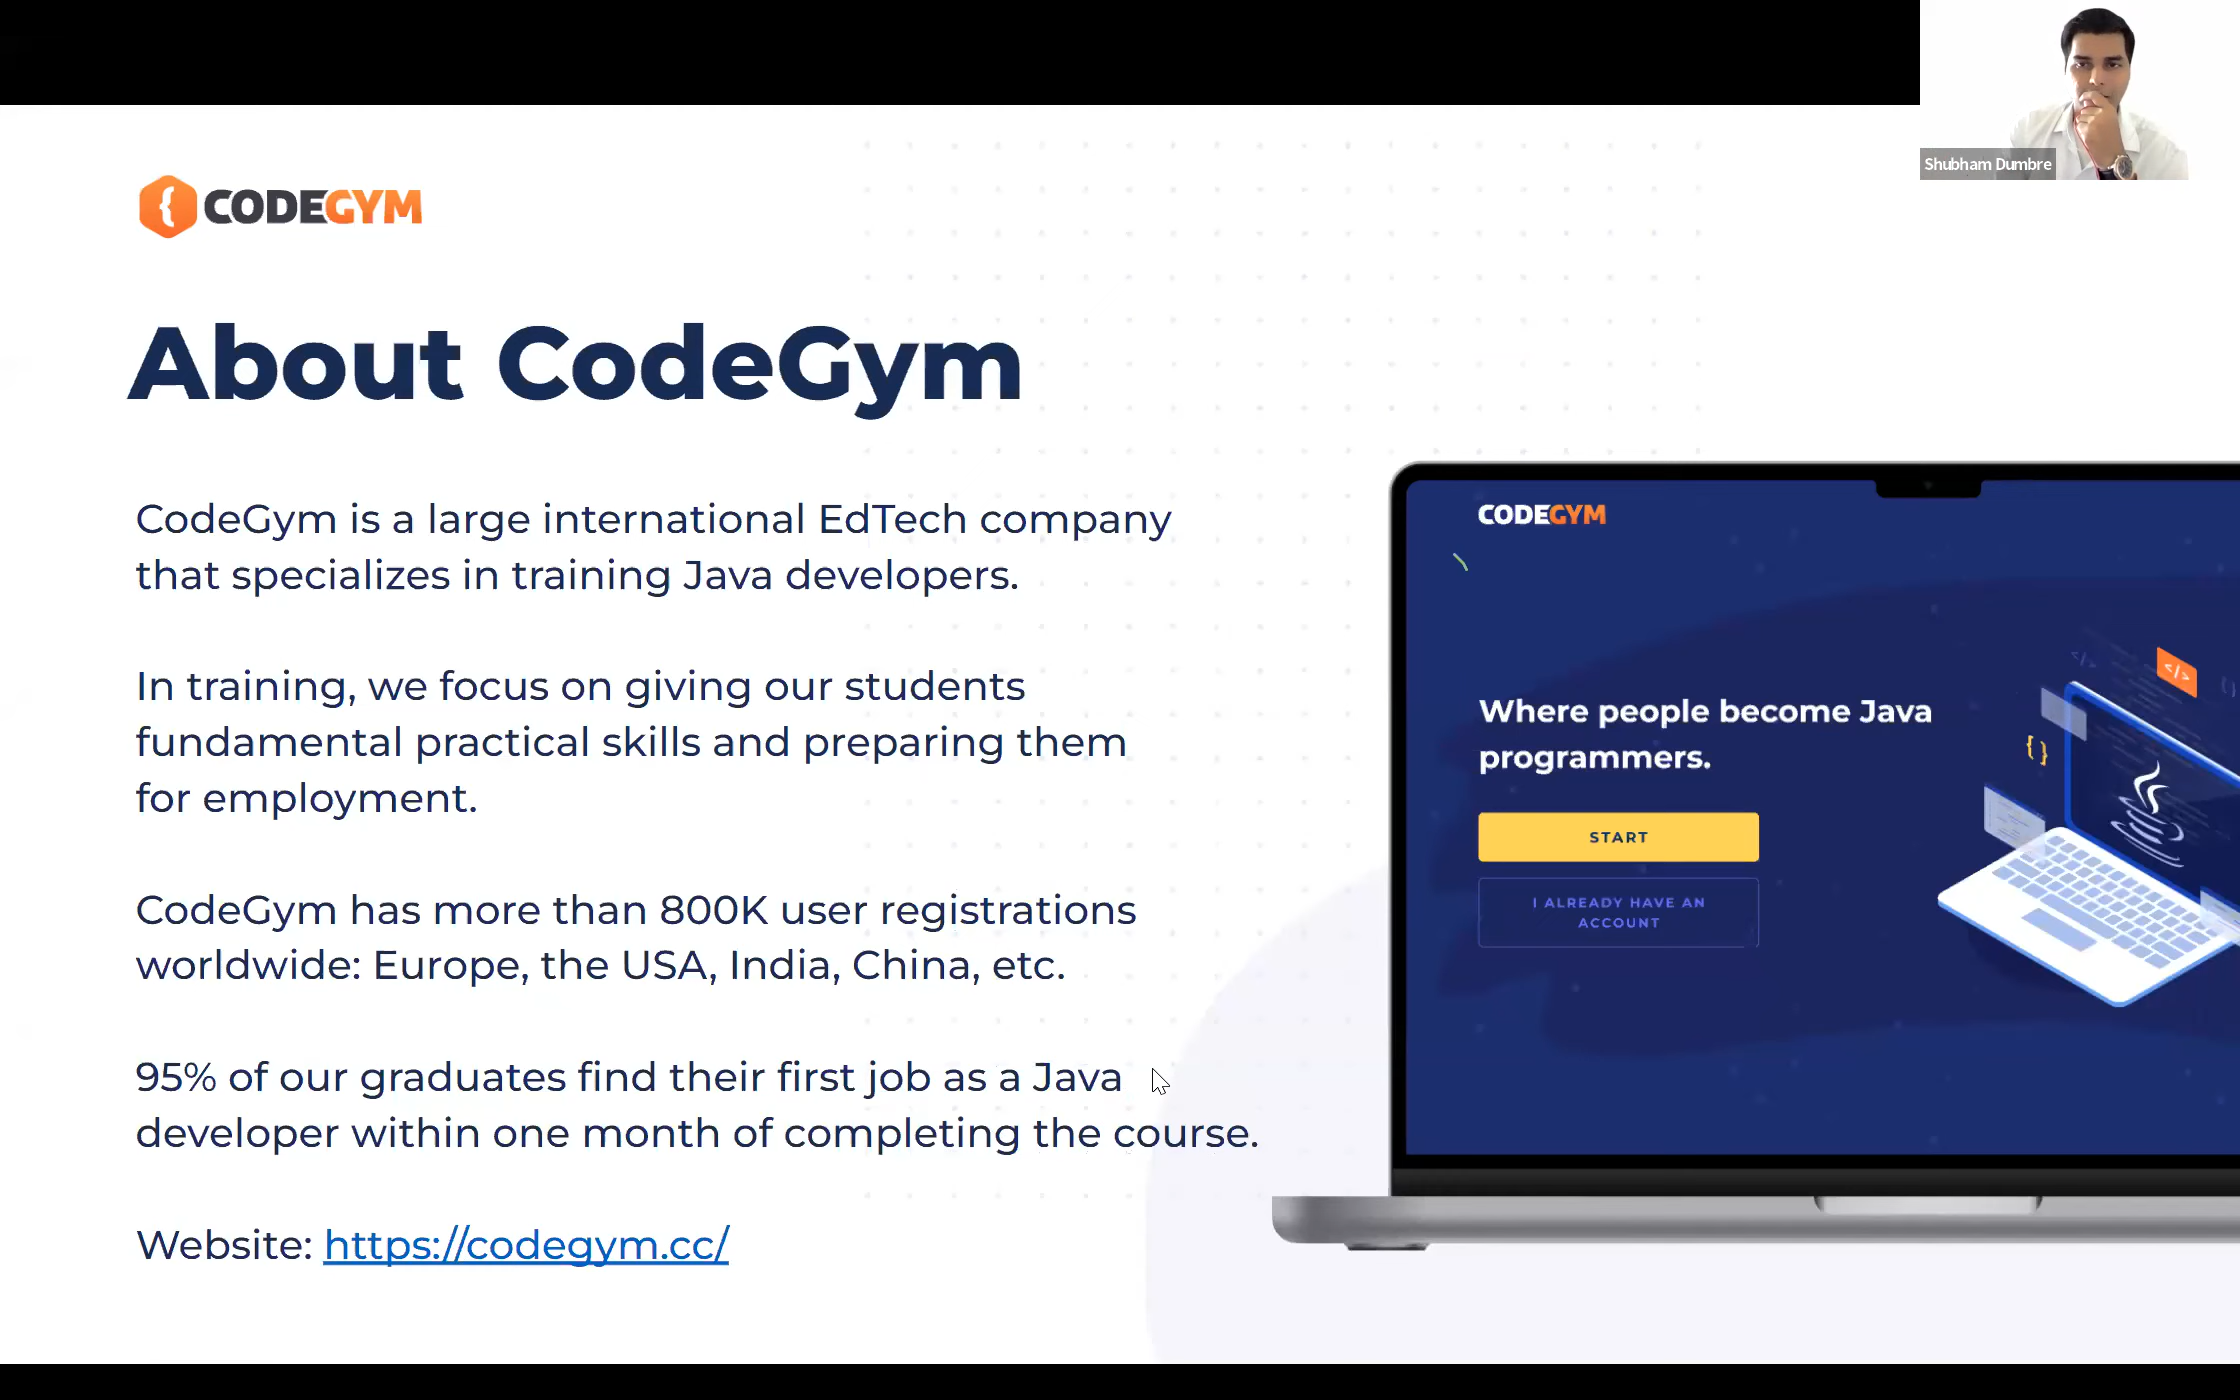 Shubham Dumbre
CODEGYM
About CodeGym
CodeGym is a large international EdTech company
that specializes in training Java developers.
In training, we focus on giving our students
fundamental practical skills and preparing them
for employment.
CodeGym has more than 800K user registrations
worldwide: Europe, the USA, India, China, etc.
95% of our graduates find their first job as a Java
developer within one month of completing the course.
Website: https://codegym.cc/
CODEGYM
Where people become Java
programmers.
START
I ALREADY HAVE AN
ACCOUNT